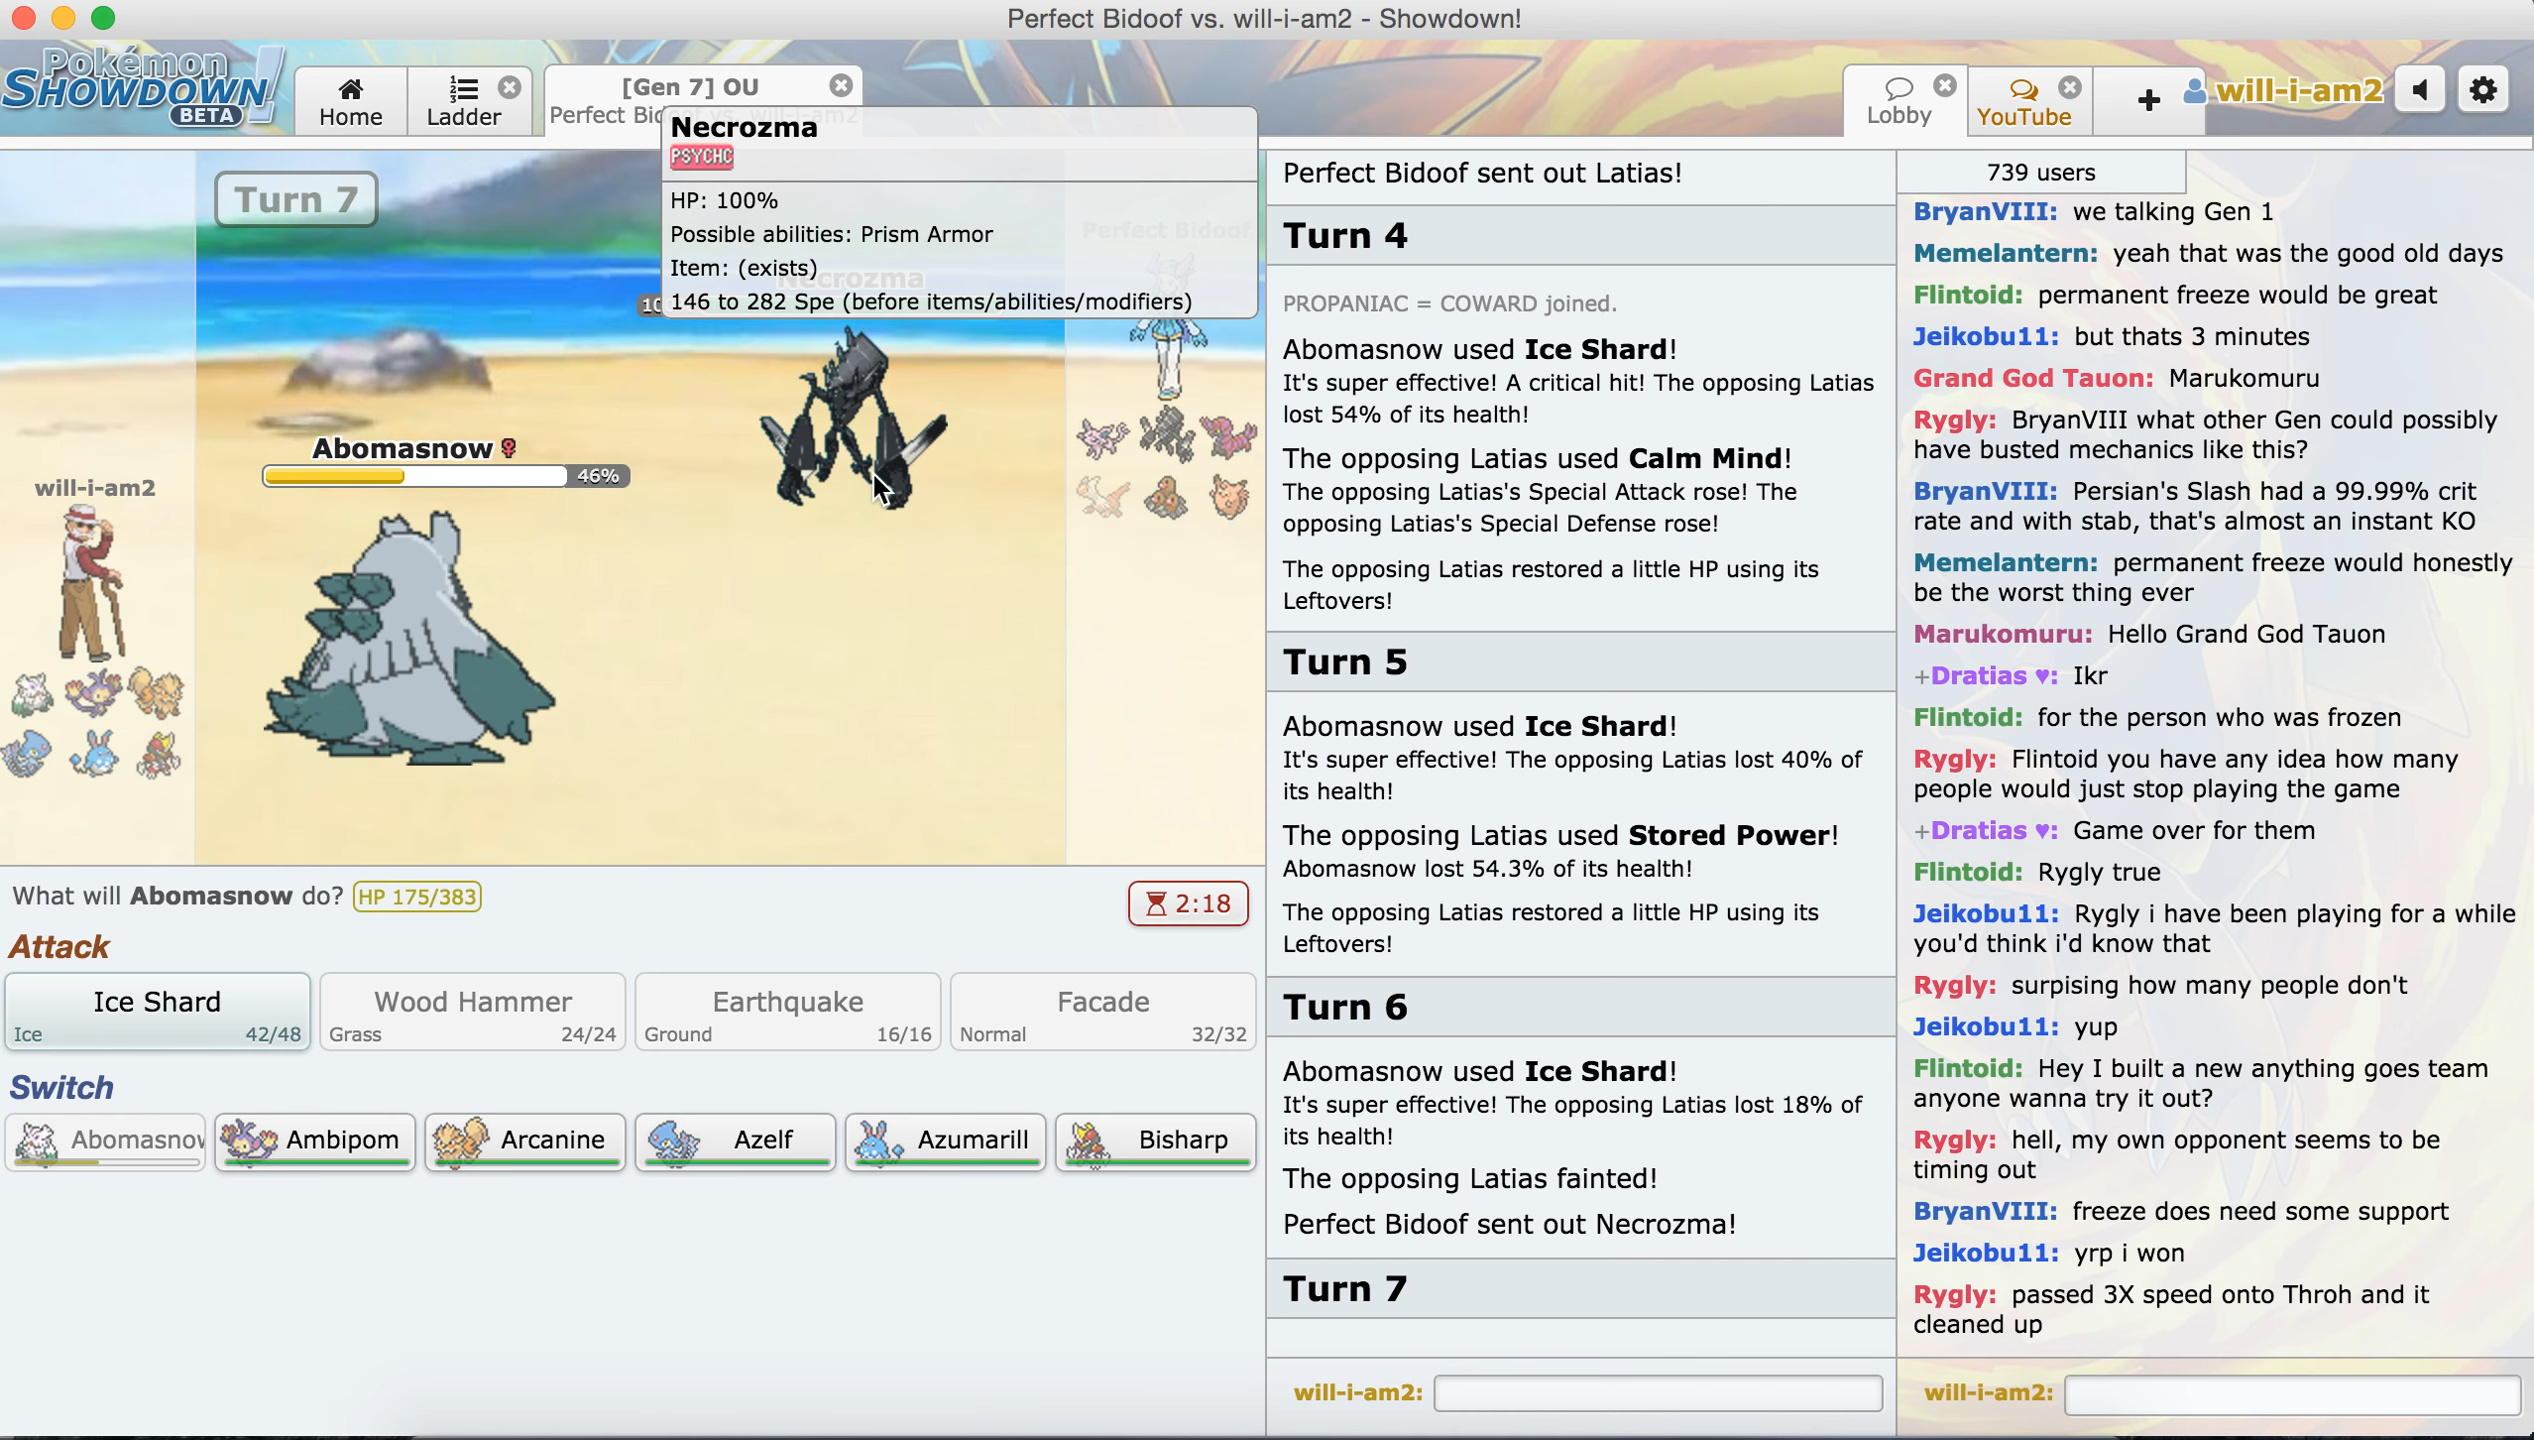 Perfect Bidoof vs. will-i-am2 - Showdown!
Pokémon
SHOWDOWN!
BETA
Home
Ladder
[Gen 7] OU
Perfect Bidoof vs. will-i-am2
Lobby
YouTube
will-i-am2
Necrozma
PSYCHC
HP: 100%
Possible abilities: Prism Armor
Item: (exists)
146 to 282 Spe (before items/abilities/modifiers)
Turn 7
Perfect Bidoof
Necrozma
Abomasnow
46%
will-i-am2
What will Abomasnow do? HP 175/383
2:18
Attack
Ice Shard
Ice 42/48
Wood Hammer
Grass 24/24
Earthquake
Ground 16/16
Facade
Normal 32/32
Switch
Abomasnow
Ambipom
Arcanine
Azelf
Azumarill
Bisharp
Perfect Bidoof sent out Latias!
Turn 4
PROPANIAC = COWARD joined.
Abomasnow used Ice Shard!
It's super effective! A critical hit! The opposing Latias
lost 54% of its health!
The opposing Latias used Calm Mind!
The opposing Latias's Special Attack rose! The
opposing Latias's Special Defense rose!
The opposing Latias restored a little HP using its
Leftovers!
Turn 5
Abomasnow used Ice Shard!
It's super effective! The opposing Latias lost 40% of
its health!
The opposing Latias used Stored Power!
Abomasnow lost 54.3% of its health!
The opposing Latias restored a little HP using its
Leftovers!
Turn 6
Abomasnow used Ice Shard!
It's super effective! The opposing Latias lost 18% of
its health!
The opposing Latias fainted!
Perfect Bidoof sent out Necrozma!
Turn 7
will-i-am2:
739 users
BryanVIII: we talking Gen 1
Memelantern: yeah that was the good old days
Flintoid: permanent freeze would be great
Jeikobu11: but thats 3 minutes
Grand God Tauon: Marukomuru
Rygly: BryanVIII what other Gen could possibly
have busted mechanics like this?
BryanVIII: Persian's Slash had a 99.99% crit
rate and with stab, that's almost an instant KO
Memelantern: permanent freeze would honestly
be the worst thing ever
Marukomuru: Hello Grand God Tauon
+Dratias ♥: Ikr
Flintoid: for the person who was frozen
Rygly: Flintoid you have any idea how many
people would just stop playing the game
+Dratias ♥: Game over for them
Flintoid: Rygly true
Jeikobu11: Rygly i have been playing for a while
you'd think i'd know that
Rygly: surpising how many people don't
Jeikobu11: yup
Flintoid: Hey I built a new anything goes team
anyone wanna try it out?
Rygly: hell, my own opponent seems to be
timing out
BryanVIII: freeze does need some support
Jeikobu11: yrp i won
Rygly: passed 3X speed onto Throh and it
cleaned up
will-i-am2: